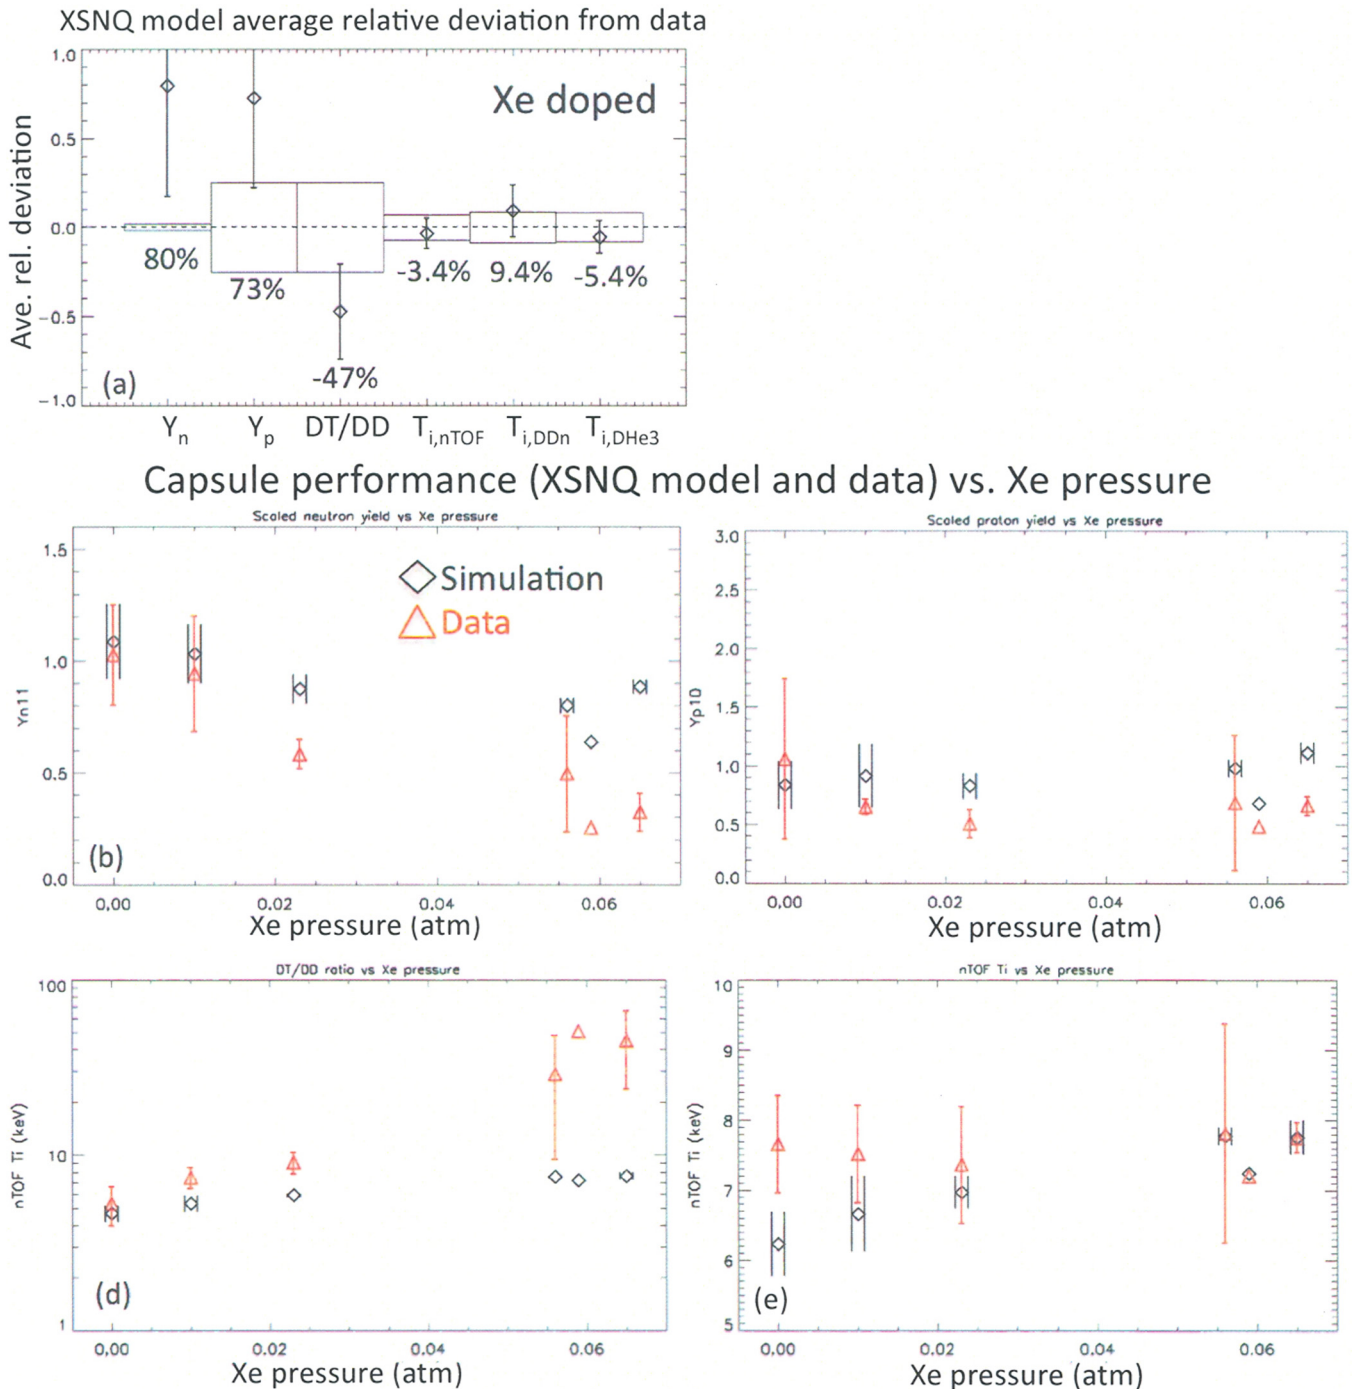 XSNQ model average relative deviation from data
1.0
0.5
0.0
-0.5
-1.0
Ave. rel. deviation
Xe doped
80%
73%
-47%
-3.4%
9.4%
-5.4%
(a)
Yn
Yp
DT/DD
Ti,nTOF
Ti,DDn
Ti,DHe3
Capsule performance (XSNQ model and data) vs. Xe pressure
Scaled neutron yield vs Xe pressure
1.5
1.0
0.5
0.0
Yn11
Simulation
Data
(b)
0.00
0.02
0.04
0.06
Xe pressure (atm)
Scaled proton yield vs Xe pressure
3.0
2.5
2.0
1.5
1.0
0.5
0.0
Yp10
0.00
0.02
0.04
0.06
Xe pressure (atm)
DT/DD ratio vs Xe pressure
100
10
1
nTOF Ti (keV)
(d)
0.00
0.02
0.04
0.06
Xe pressure (atm)
nTOF Ti vs Xe pressure
10
9
8
7
6
5
nTOF Ti (keV)
(e)
0.00
0.02
0.04
0.06
Xe pressure (atm)